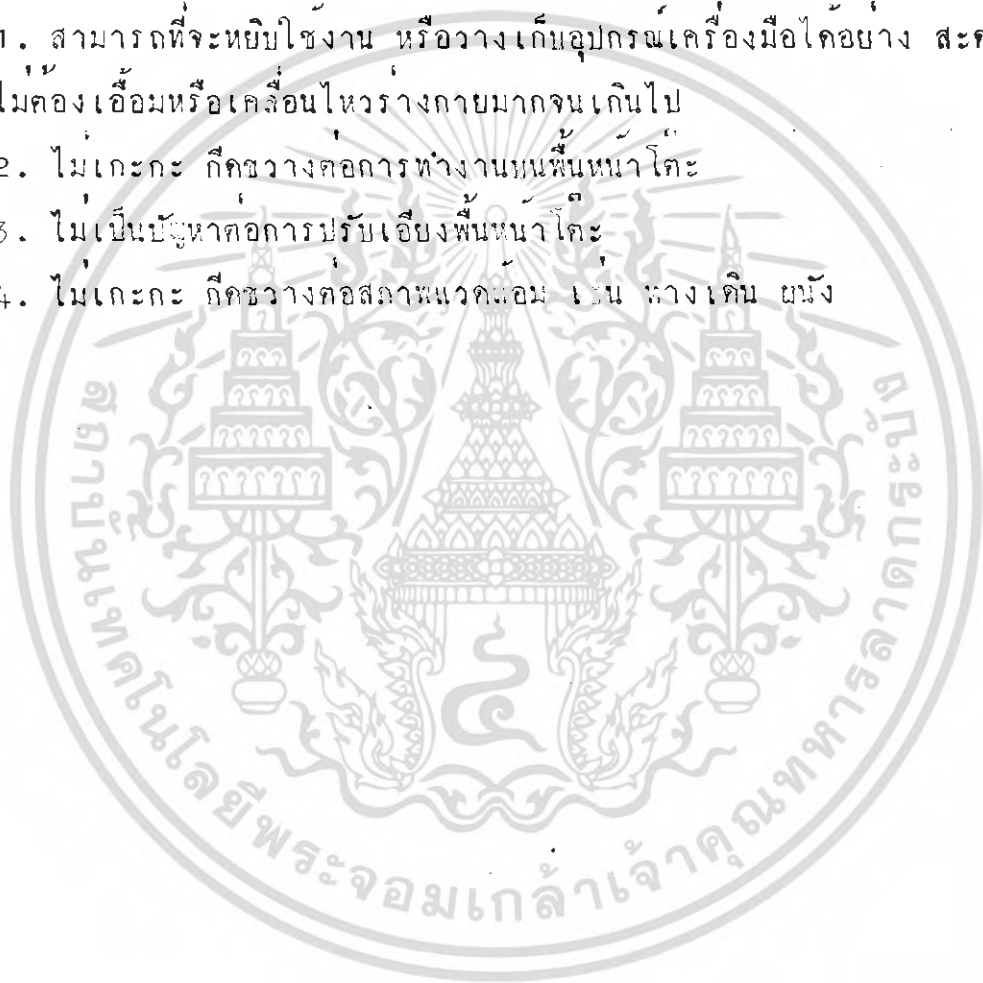 1. สามารถที่จะหยิบใช้งาน หรือวางเก็บอุปกรณ์เครื่องมือได้อย่าง สะด
ไม่ต้องเอื้อมหรือเคลื่อนไหวร่างกายมากจนเกินไป
2. ไม่เกะกะ กีดขวางต่อการทำงานบนพื้นหน้าโต๊ะ
3. ไม่เป็นปัญหาต่อการปรับเอียงพื้นหน้าโต๊ะ
4. ไม่เกะกะ กีดขวางต่อสภาพแวดล้อม เช่น ทางเดิน ผนัง
สถาบันเทคโนโลยีพระจอมเกล้าเจ้าคุณทหารลาดกระบัง